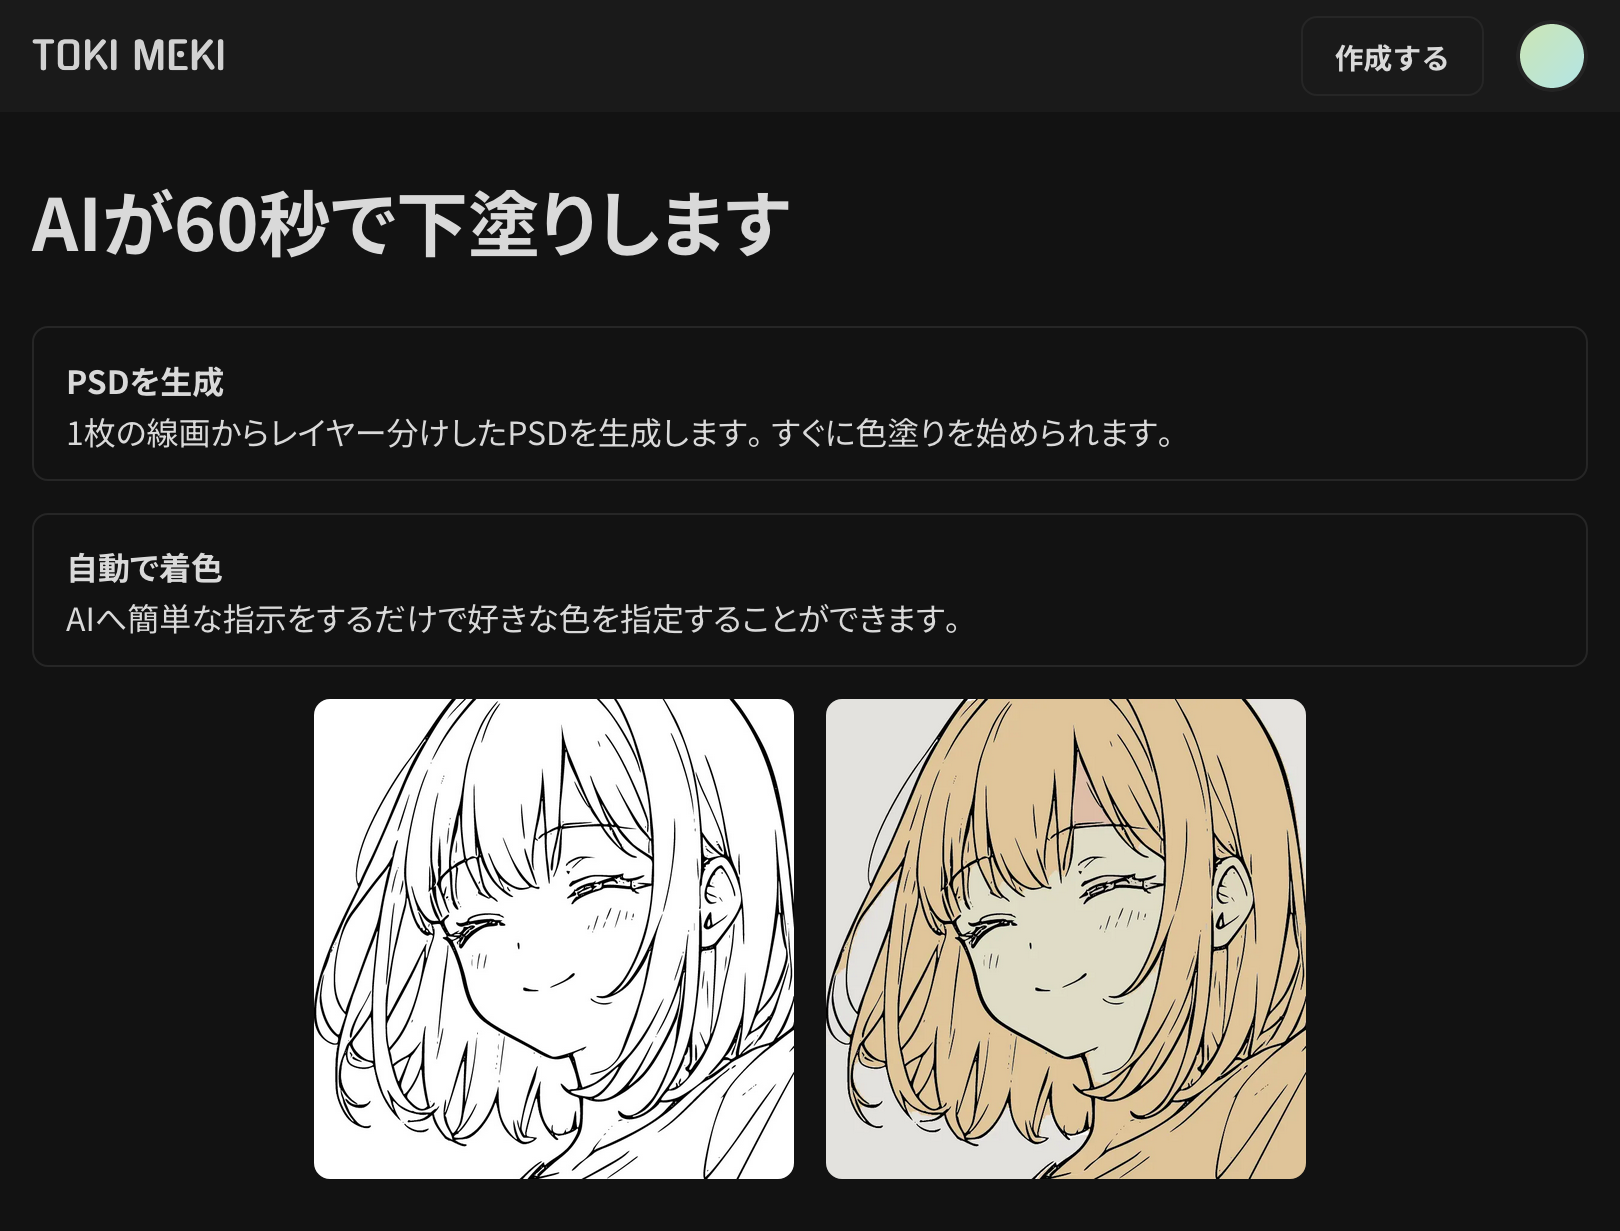 TOKI MEKI
作成する
AIが60秒で下塗りします
PSDを生成
1枚の線画からレイヤー分けしたPSDを生成します。すぐに色塗りを始められます。
自動で着色
AIへ簡単な指示をするだけで好きな色を指定することができます。